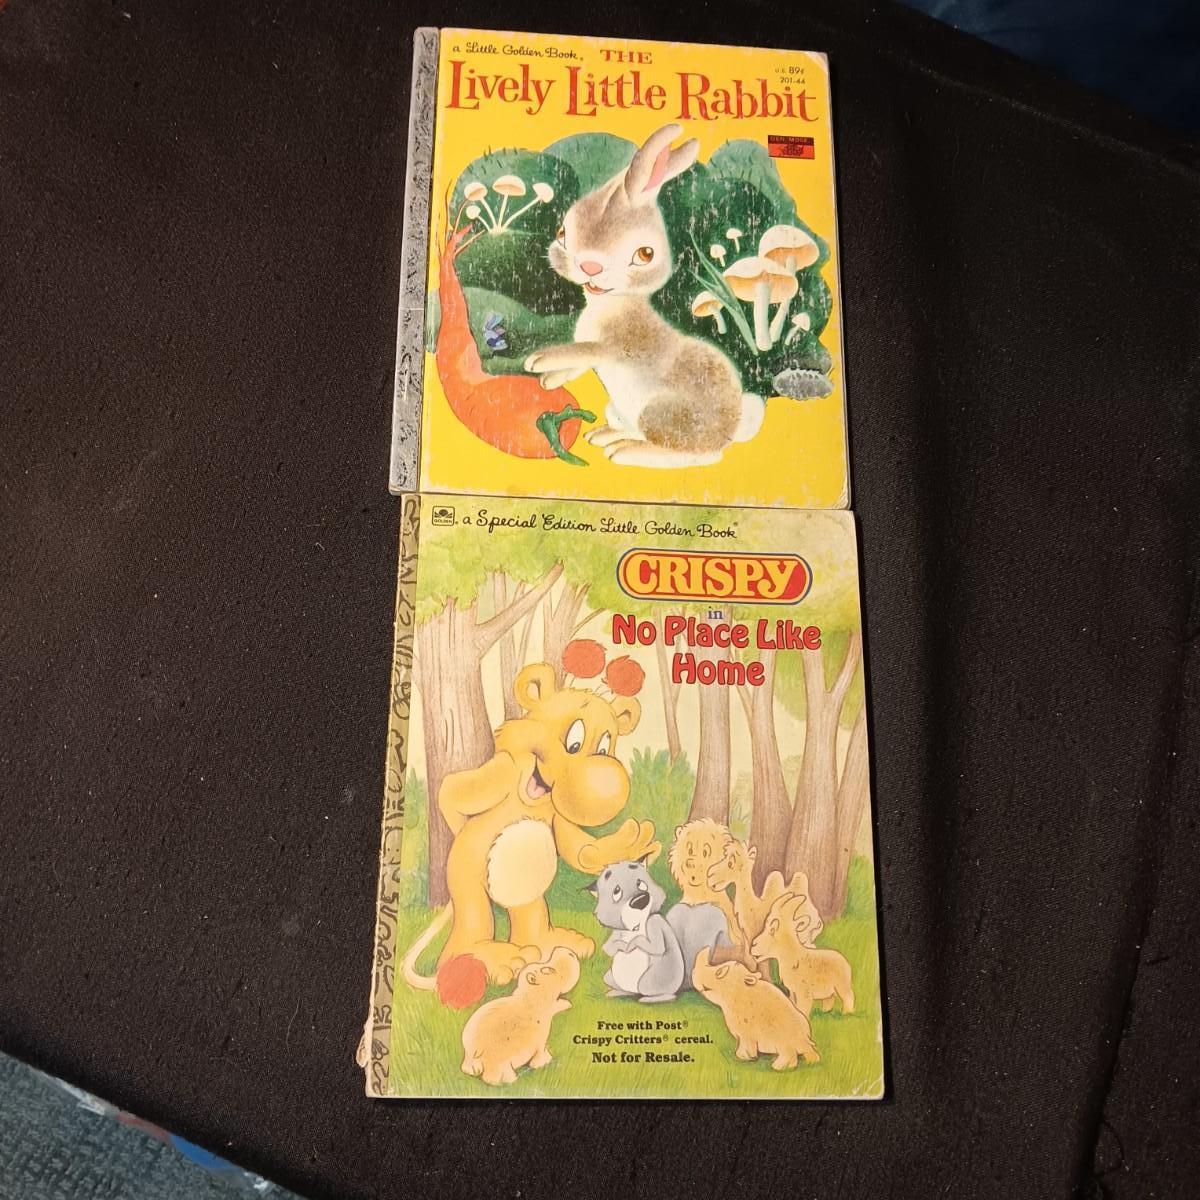 a Little Golden Book®
THE
Lively Little Rabbit
U.S. 89¢
201-44
GOLDEN
a Special Edition Little Golden Book®
CRISPY
in
No Place Like
Home
Free with Post®
Crispy Critters® cereal.
Not for Resale.